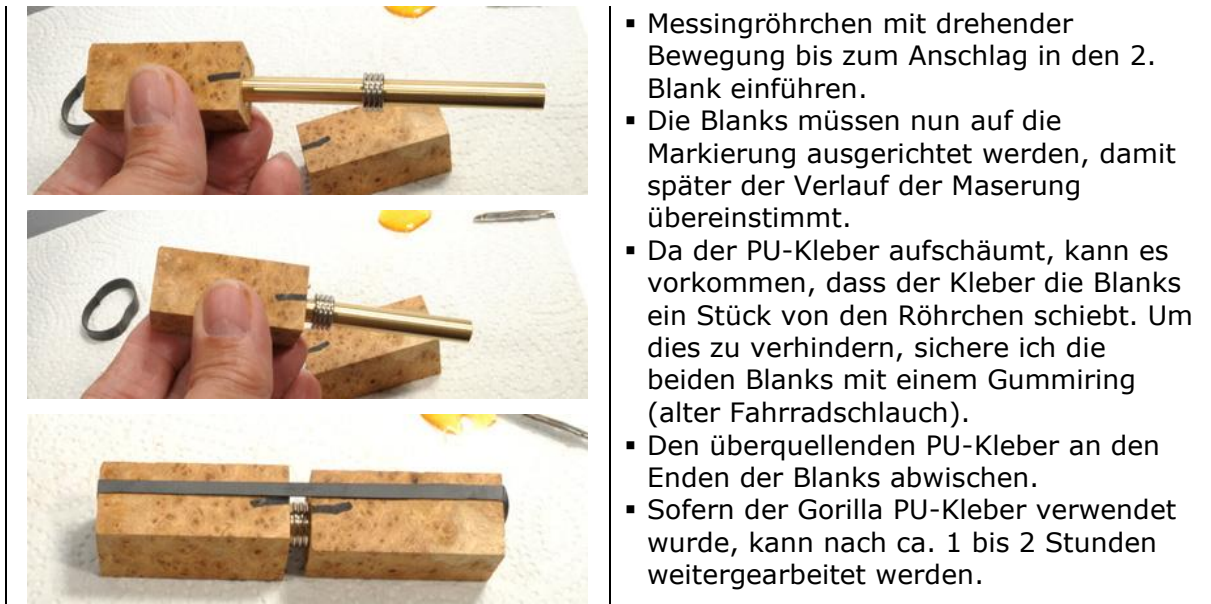 ▪ Messingröhrchen mit drehender
Bewegung bis zum Anschlag in den 2.
Blank einführen.
▪ Die Blanks müssen nun auf die
Markierung ausgerichtet werden, damit
später der Verlauf der Maserung
übereinstimmt.
▪ Da der PU-Kleber aufschäumt, kann es
vorkommen, dass der Kleber die Blanks
ein Stück von den Röhrchen schiebt. Um
dies zu verhindern, sichere ich die
beiden Blanks mit einem Gummiring
(alter Fahrradschlauch).
▪ Den überquellenden PU-Kleber an den
Enden der Blanks abwischen.
▪ Sofern der Gorilla PU-Kleber verwendet
wurde, kann nach ca. 1 bis 2 Stunden
weitergearbeitet werden.